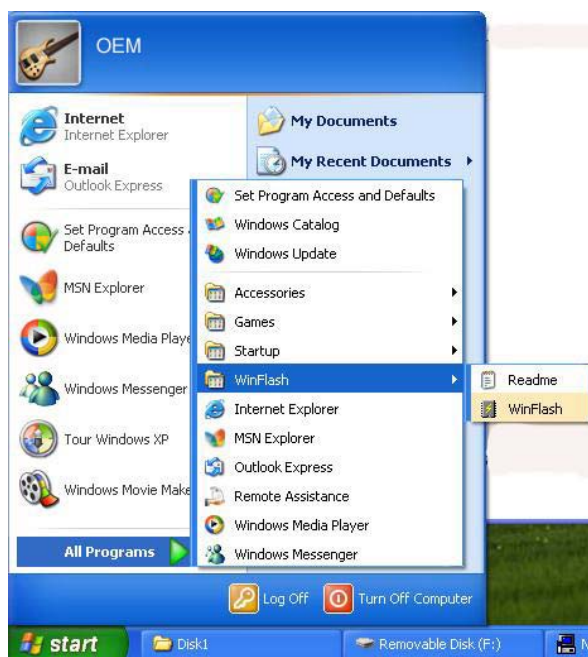 OEM
Internet
Internet Explorer
E-mail
Outlook Express
Set Program Access
Defaults
MSN Explorer
Windows Media Playe
Windows Messenger
Tour Windows XP
Windows Movie Make
All Programs
My Documents
My Recent Documents
Set Program Access and Defaults
Windows Catalog
Windows Update
Accessories
Games
Startup
WinFlash
Internet Explorer
MSN Explorer
Outlook Express
Remote Assistance
Windows Media Player
Windows Messenger
Readme
WinFlash
Log Off
Turn Off Computer
start
Disk1
Removable Disk (F:)